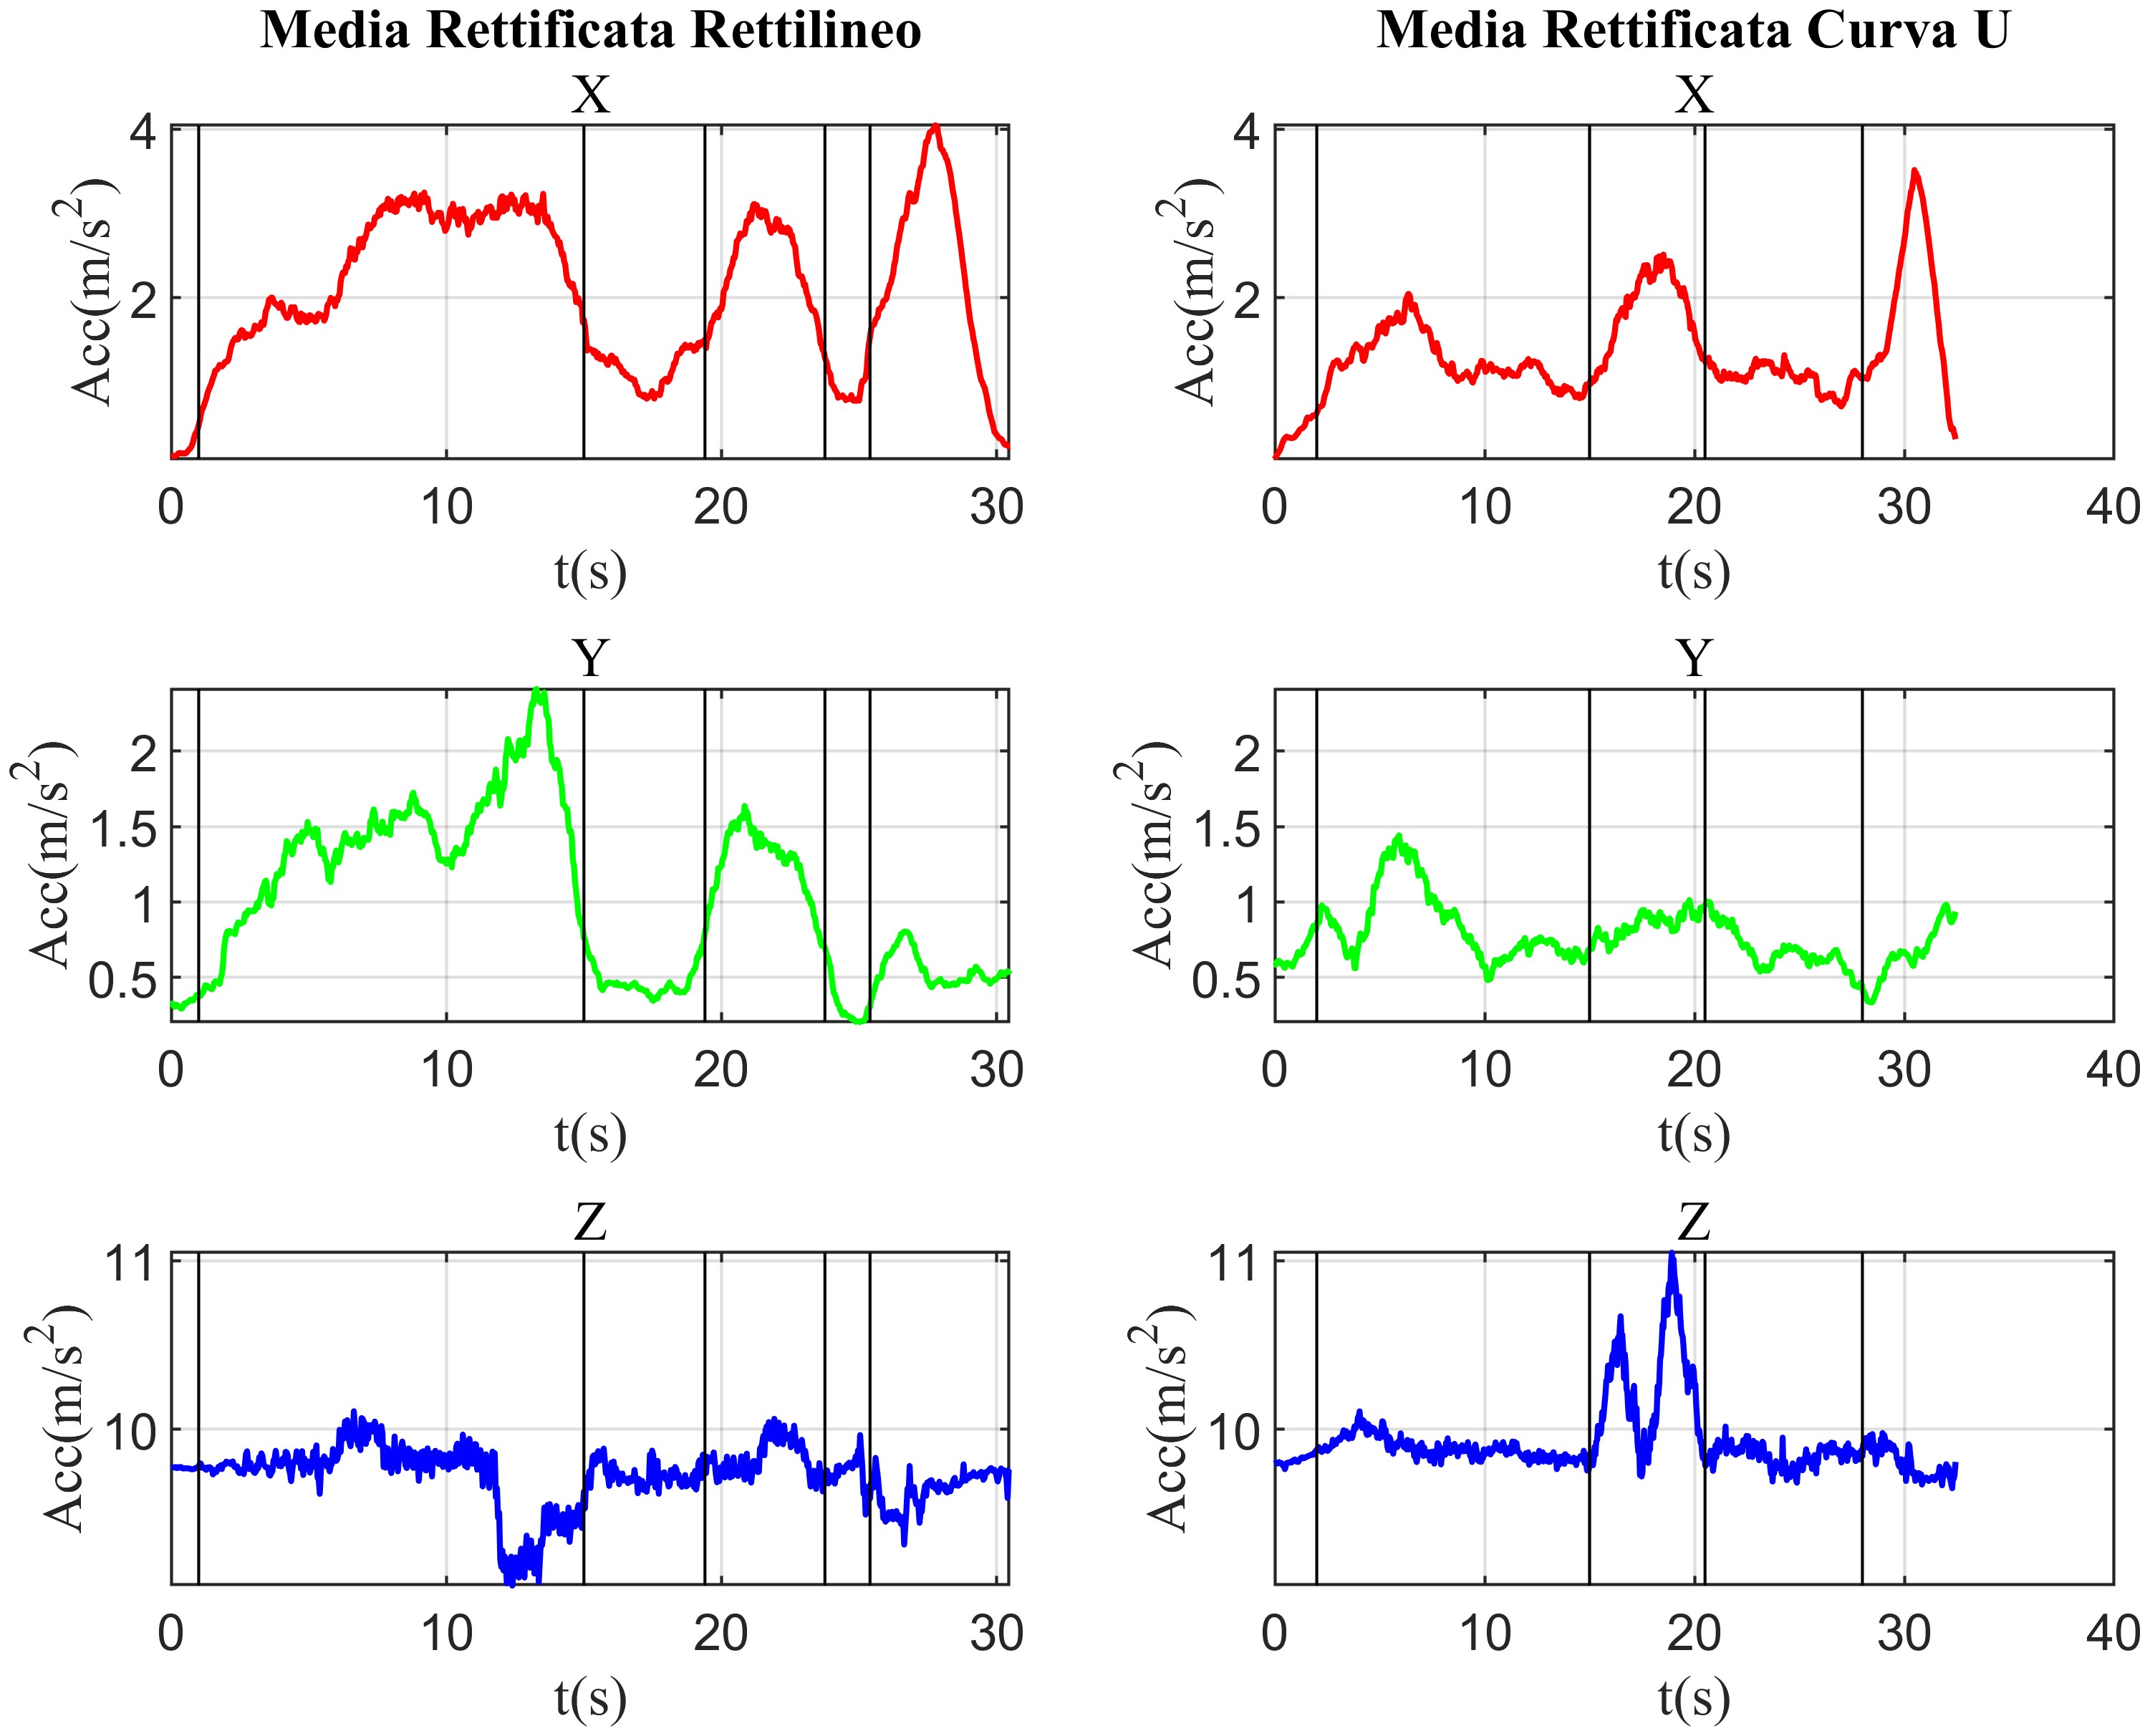 Media Rettificata Rettilineo
X
Acc(m/s²)
4
2
0 10 20 30
t(s)
Y
Acc(m/s²)
2
1.5
1
0.5
0 10 20 30
t(s)
Z
Acc(m/s²)
11
10
0 10 20 30
t(s)
Media Rettificata Curva U
X
Acc(m/s²)
4
2
0 10 20 30 40
t(s)
Y
Acc(m/s²)
2
1.5
1
0.5
0 10 20 30 40
t(s)
Z
Acc(m/s²)
11
10
0 10 20 30 40
t(s)